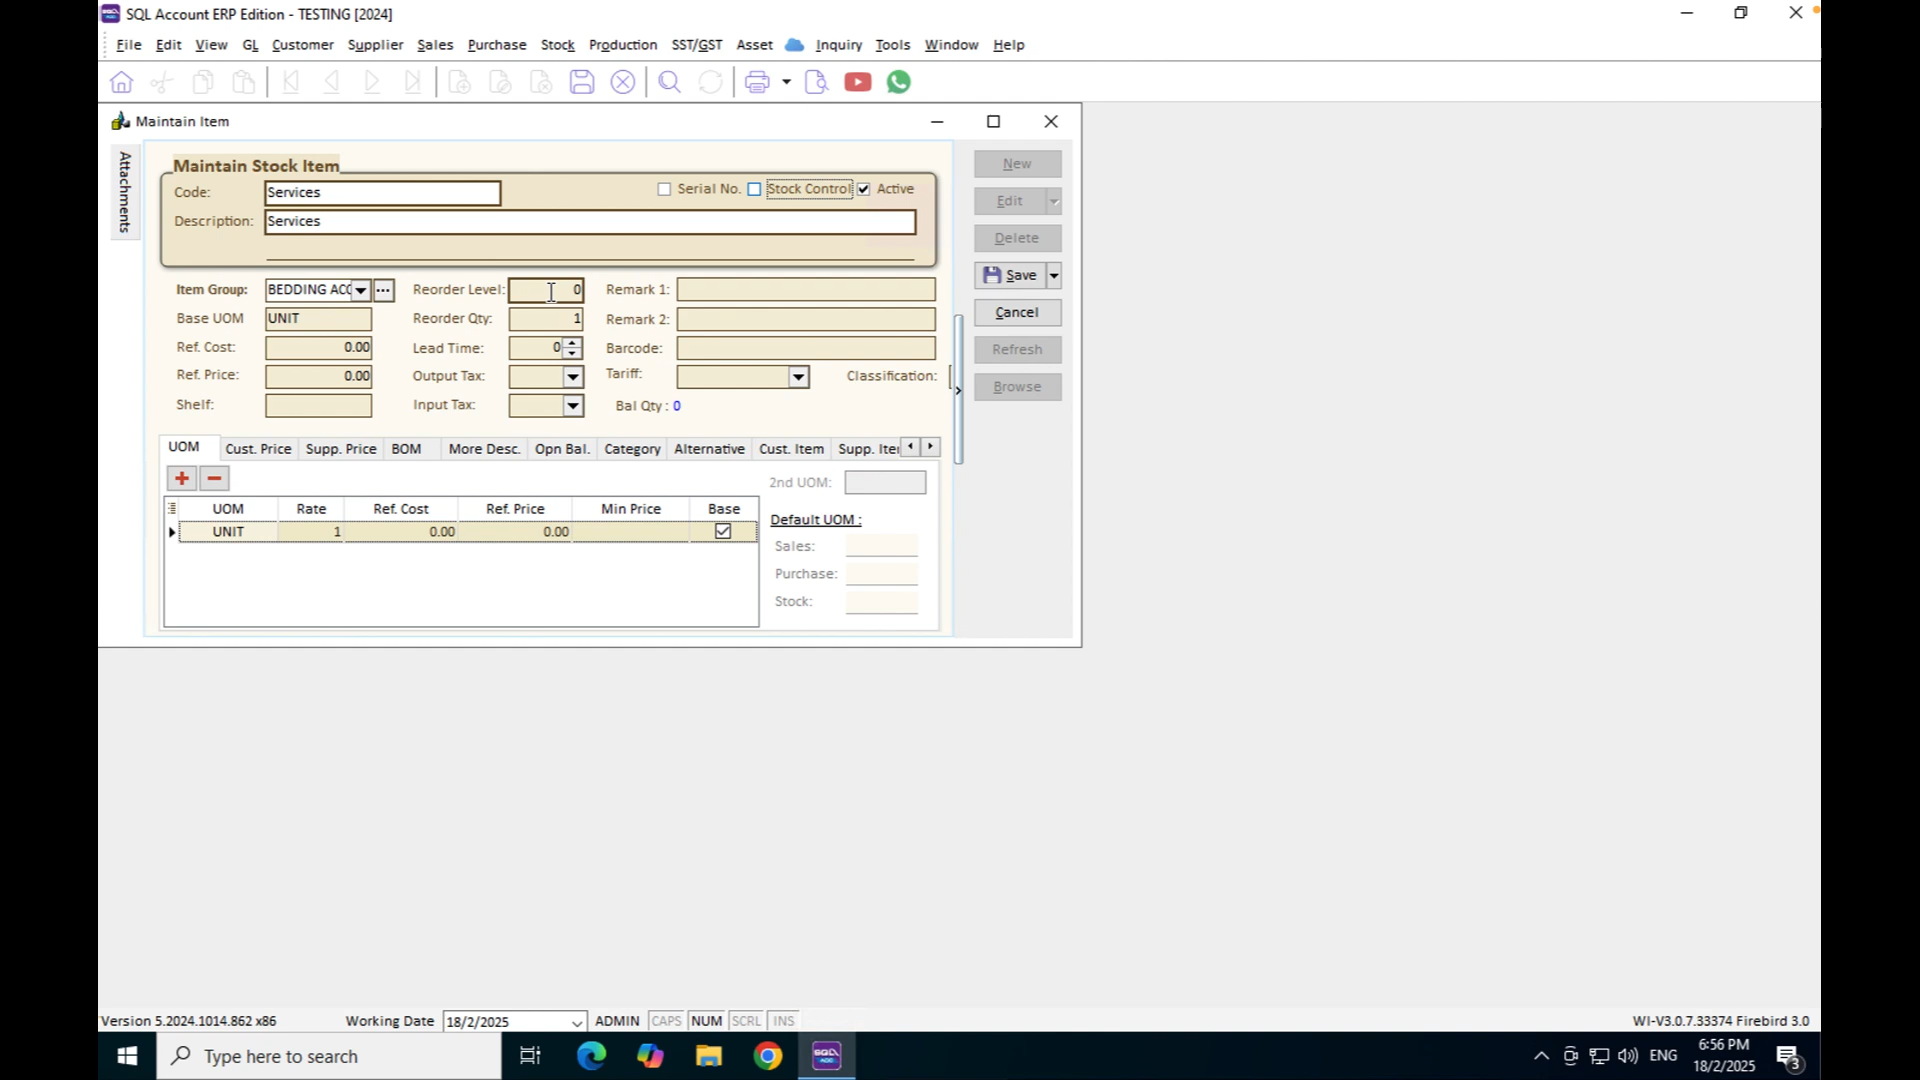 SQL Account ERP Edition - TESTING [2024]
File Edit View GL Customer Supplier Sales Purchase Stock Production SST/GST Asset Inquiry Tools Window Help
Maintain Item
Attachments
Maintain Stock Item
Code: Services Serial No. Stock Control Active
Description: Services
Item Group: BEDDING ACC Reorder Level: 0 Remark 1:
Base UOM UNIT Reorder Qty: 1 Remark 2:
Ref. Cost: 0.00 Lead Time: 0 Barcode:
Ref. Price: 0.00 Output Tax: Tariff: Classification:
Shelf: Input Tax: Bal Qty : 0
New
Edit
Delete
Save
Cancel
Refresh
Browse
UOM Cust. Price Supp. Price BOM More Desc. Opn Bal. Category Alternative Cust. Item Supp. Iter
2nd UOM:
UOM Rate Ref. Cost Ref. Price Min Price Base
UNIT 1 0.00 0.00
Default UOM :
Sales:
Purchase:
Stock:
Version 5.2024.1014.862 x86 Working Date 18/2/2025 ADMIN CAPS NUM SCRL INS WI-V3.0.7.33374 Firebird 3.0
Type here to search
SQL
ACC
ENG
6:56 PM
18/2/2025
3